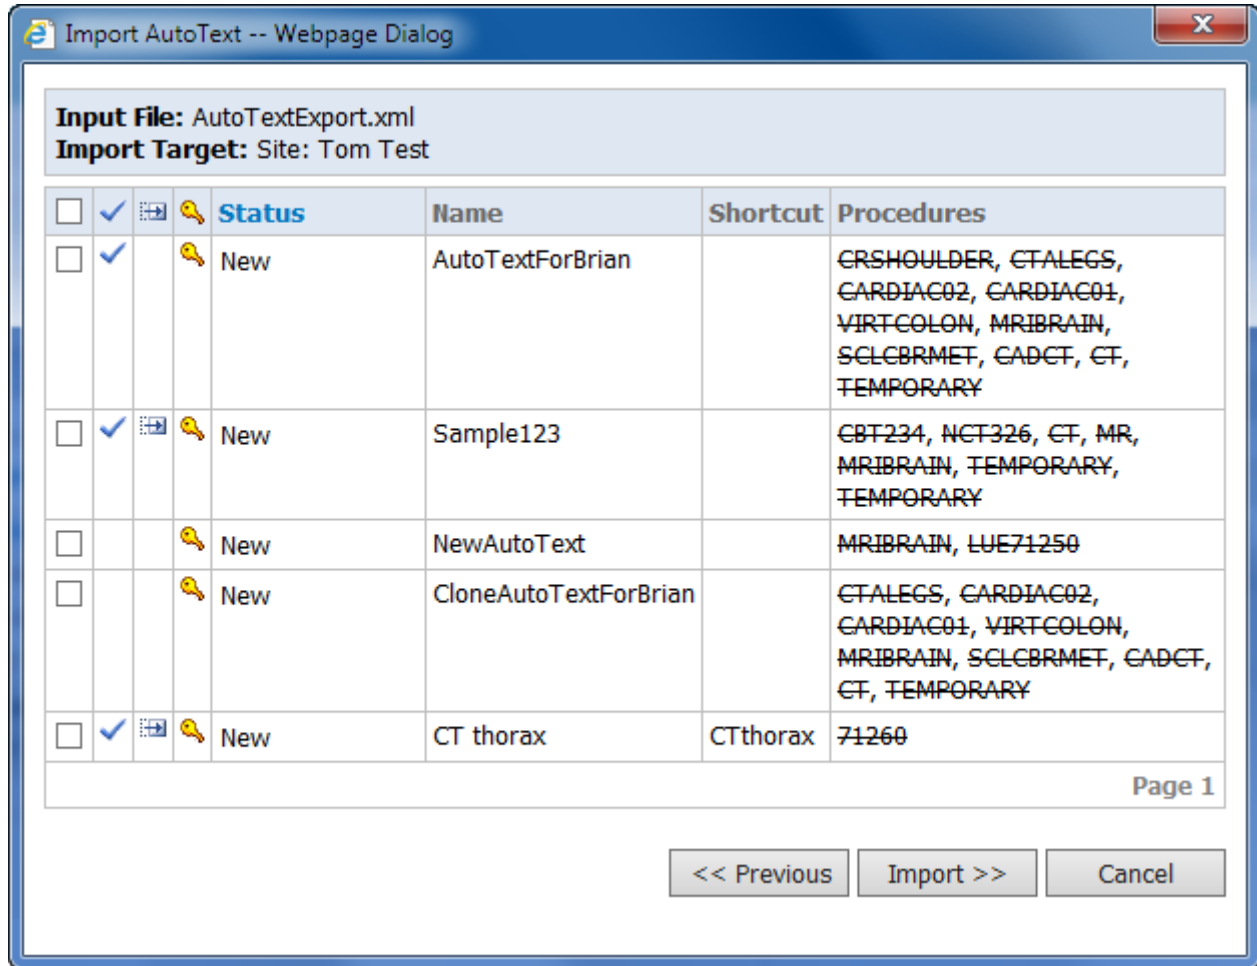 Import AutoText -- Webpage Dialog
x
Input File: AutoTextExport.xml
Import Target: Site: Tom Test
Status Name Shortcut Procedures
New AutoTextForBrian CRSHOULDER, CTALEGS,
CARDIAC02, CARDIAC01,
VIRTCOLON, MRIBRAIN,
SCLCBRMET, CADCT, CT,
TEMPORARY
New Sample123 CBT234, NCT326, CT, MR,
MRIBRAIN, TEMPORARY,
TEMPORARY
New NewAutoText MRIBRAIN, LUE71250
New CloneAutoTextForBrian CTALEGS, CARDIAC02,
CARDIAC01, VIRTCOLON,
MRIBRAIN, SCLCBRMET, CADCT,
CT, TEMPORARY
New CT thorax CTthorax 71260
Page 1
<< Previous Import >> Cancel